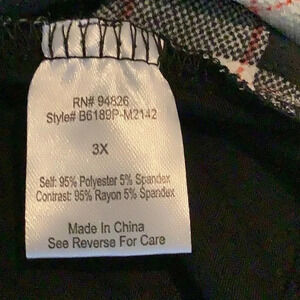 RN# 94826
Style# B6189P-M2142
3X
Self: 95% Polyester 5% Spandex
Contrast: 95% Rayon 5% Spandex
Made In China
See Reverse For Care